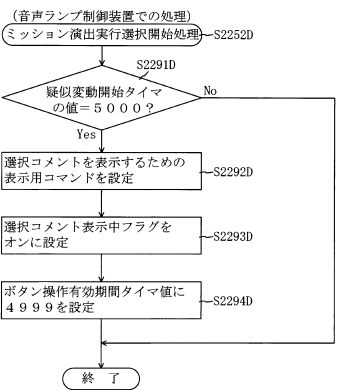 (音声ランプ制御装置での処理)
ミッション演出実行選択開始処理
S2252D
S2291D
疑似変動開始タイマ
の値＝５０００？
No
Yes
選択コメントを表示するための
表示用コマンドを設定
S2292D
選択コメント表示中フラグを
オンに設定
S2293D
ボタン操作有効期間タイマ値に
４９９９を設定
S2294D
終 了